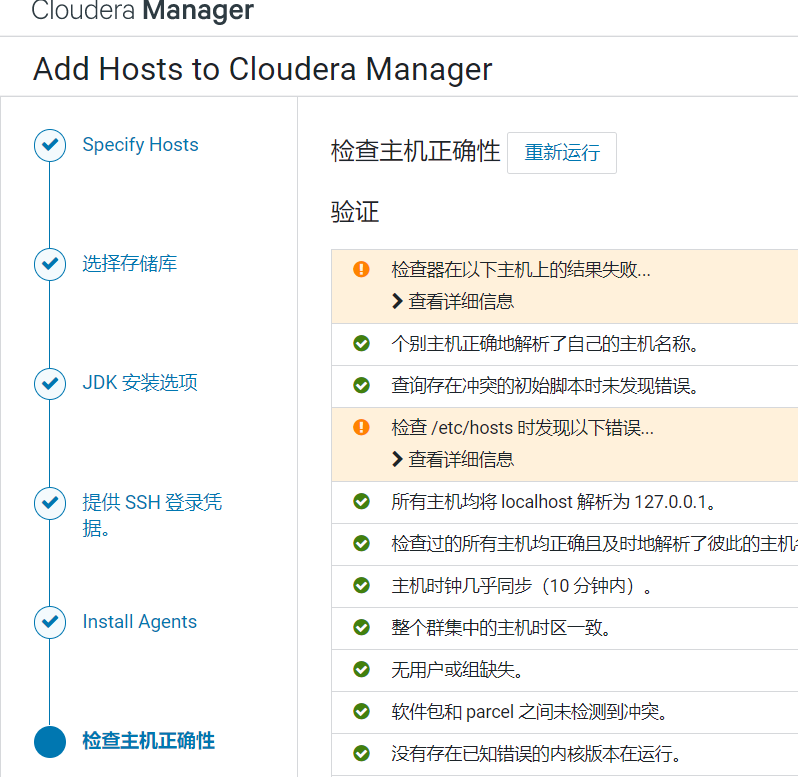 Cloudera Manager
Add Hosts to Cloudera Manager
Specify Hosts
选择存储库
JDK 安装选项
提供 SSH 登录凭
据。
Install Agents
检查主机正确性
检查主机正确性
重新运行
验证
检查器在以下主机上的结果失败...
查看详细信息
个别主机正确地解析了自己的主机名称。
查询存在冲突的初始脚本时未发现错误。
检查 /etc/hosts 时发现以下错误...
查看详细信息
所有主机均将 localhost 解析为 127.0.0.1。
检查过的所有主机均正确且及时地解析了彼此的主机
主机时钟几乎同步（10 分钟内）。
整个群集中的主机时区一致。
无用户或组缺失。
软件包和 parcel 之间未检测到冲突。
没有存在已知错误的内核版本在运行。